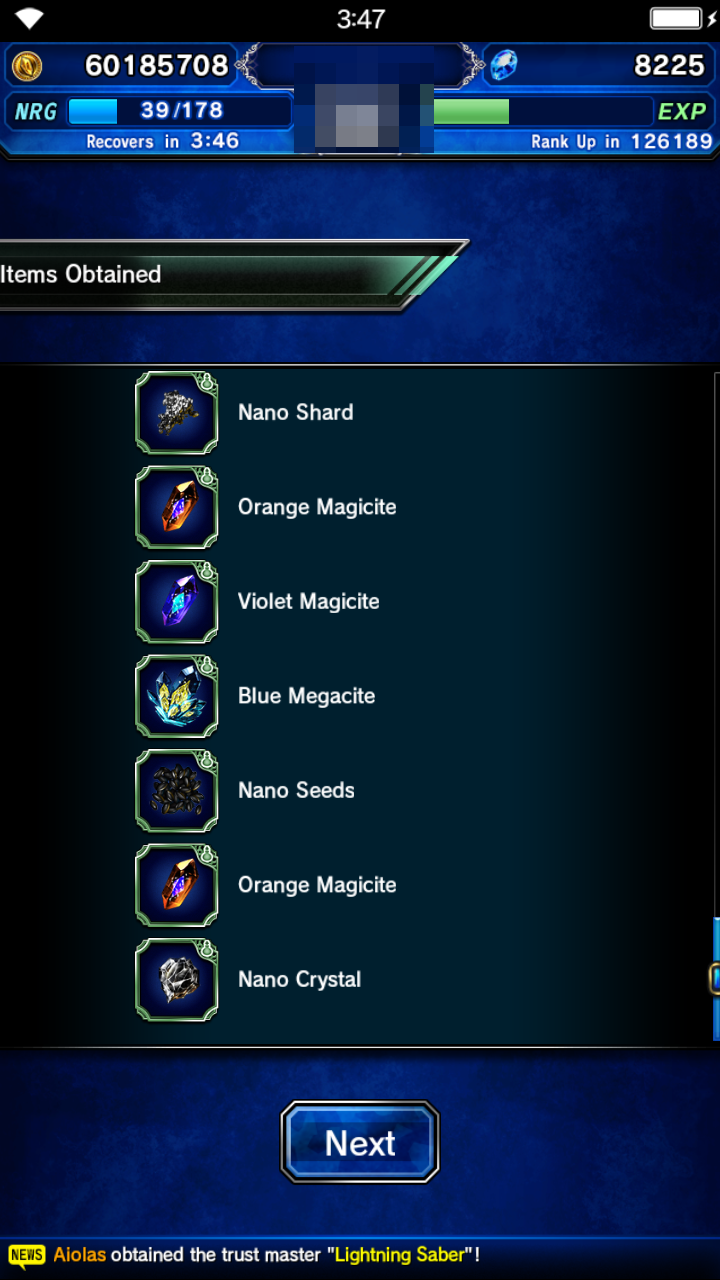 3:47
60185708
8225
NRG 39/178
EXP
Recovers in 3:46
Rank Up in 126189
Items Obtained
Nano Shard
Orange Magicite
Violet Magicite
Blue Megacite
Nano Seeds
Orange Magicite
Nano Crystal
Next
NEWS Aiolas obtained the trust master "Lightning Saber"!